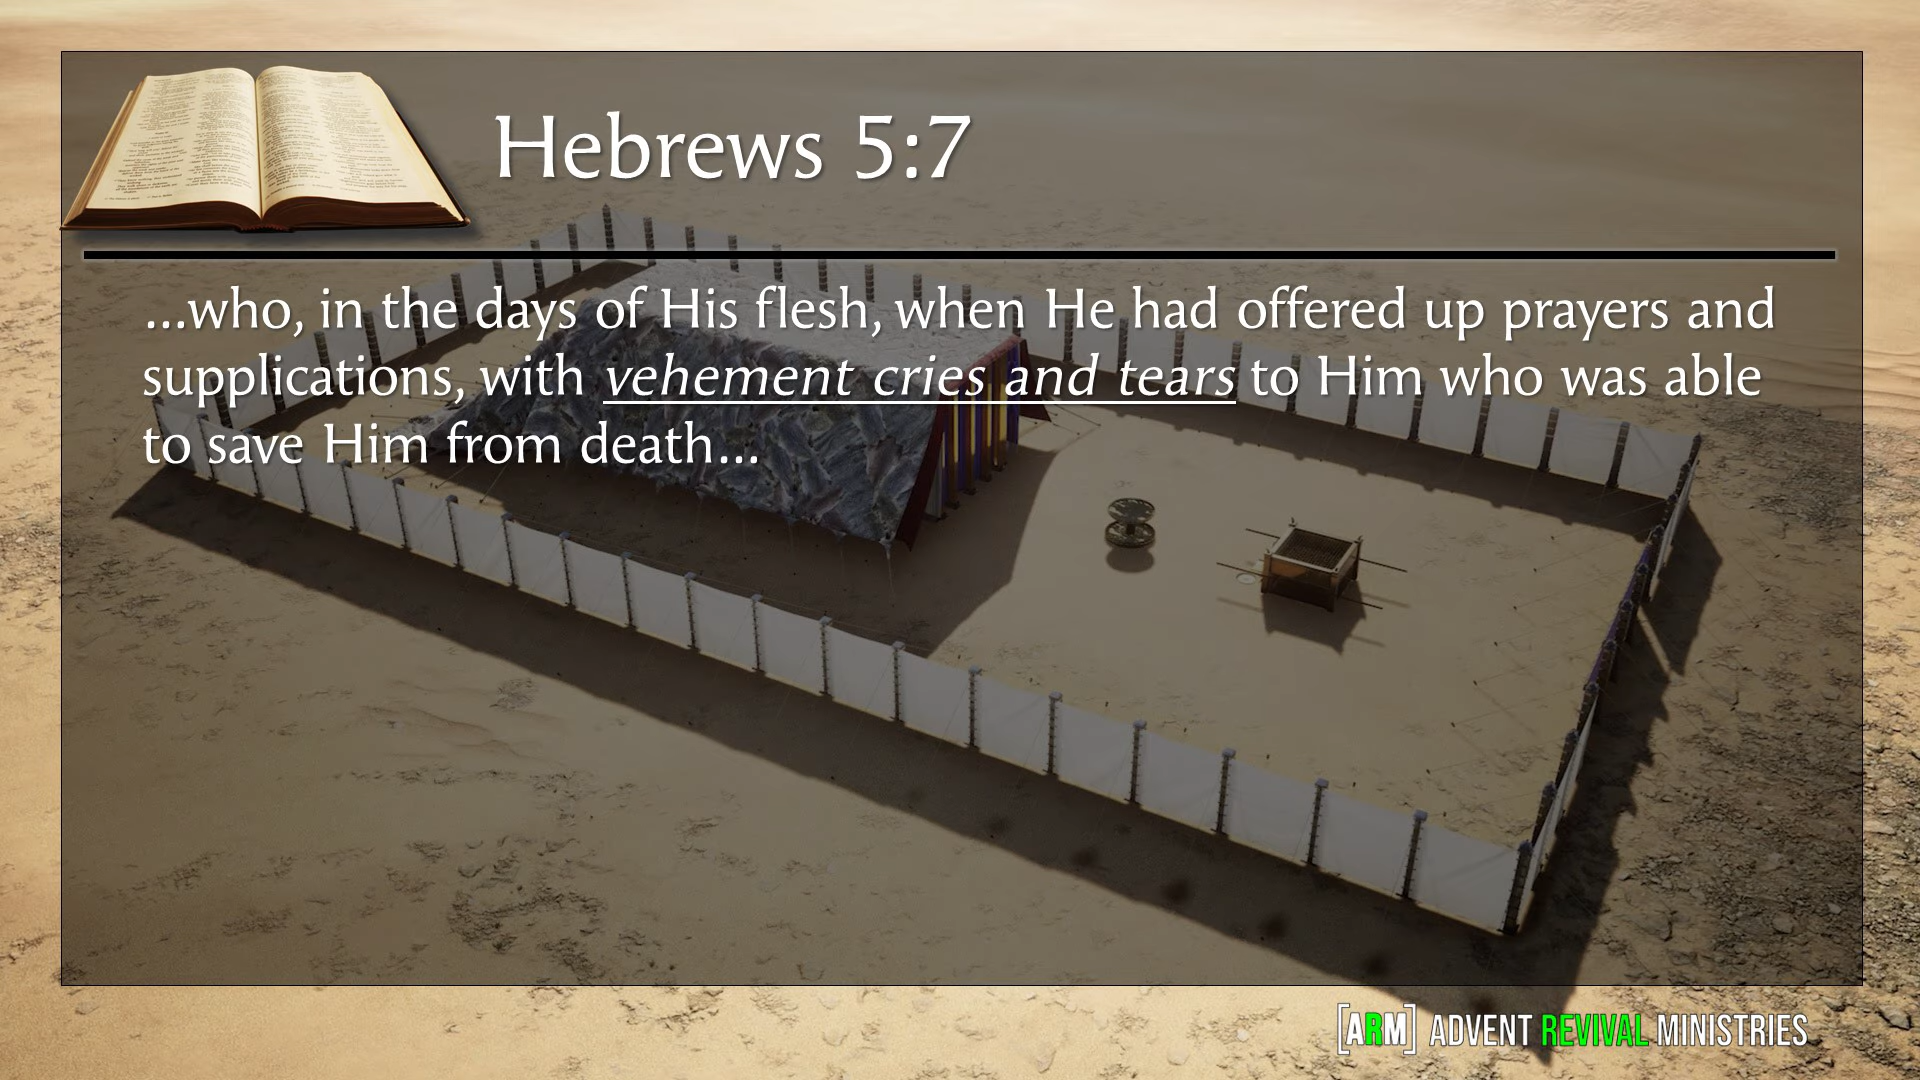 Hebrews 5:7
...who, in the days of His flesh, when He had offered up prayers and
supplications, with vehement cries and tears to Him who was able
to save Him from death...
[ARM] ADVENT REVIVAL MINISTRIES